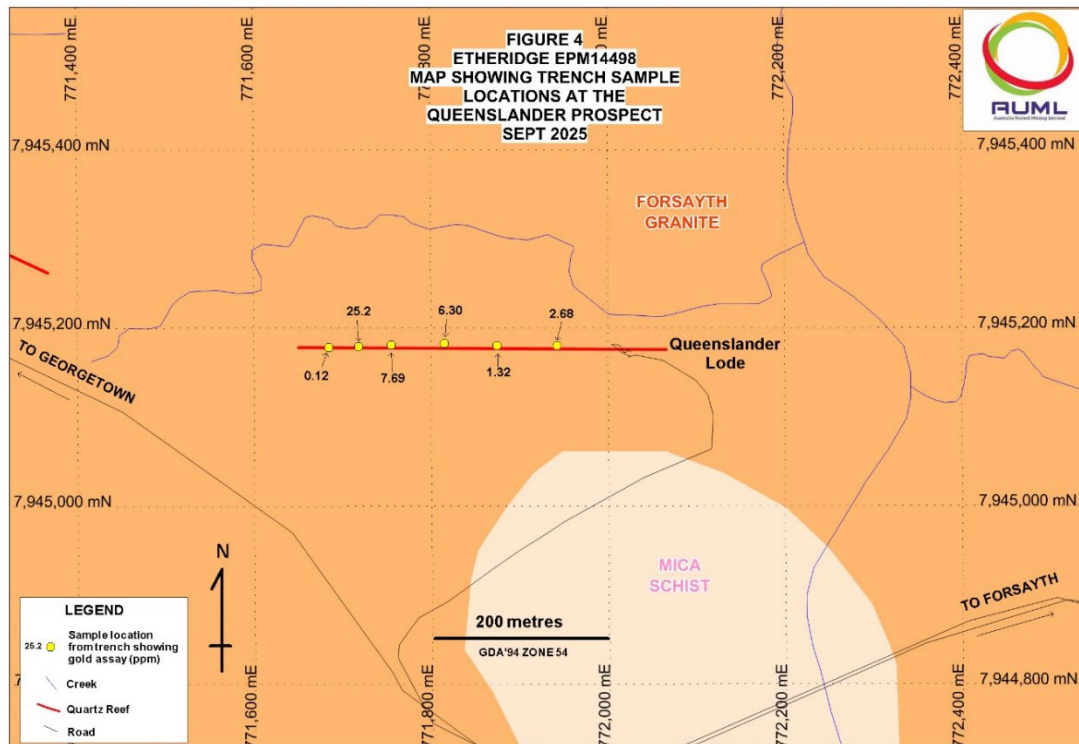 FIGURE 4
ETHERIDGE EPM14498
MAP SHOWING TRENCH SAMPLE
LOCATIONS AT THE
QUEENSLANDER PROSPECT
SEPT 2025
AUML
Australia United Mining Limited
771,400 mE
771,600 mE
772,200 mE
772,400 mE
7,945,400 mN
7,945,400 mN
FORSAYTH
GRANITE
7,945,200 mN
7,945,200 mN
25.2
6.30
2.68
0.12
7.69
1.32
Queenslander
Lode
TO GEORGETOWN
7,945,000 mN
7,945,000 mN
MICA
SCHIST
N
200 metres
GDA'94 ZONE 54
TO FORSAYTH
LEGEND
25.2
Sample location
from trench showing
gold assay (ppm)
Creek
Quartz Reef
Road
7,944,800 mN
771,600 mE
771,800 mE
772,000 mE
772,200 mE
772,400 mE